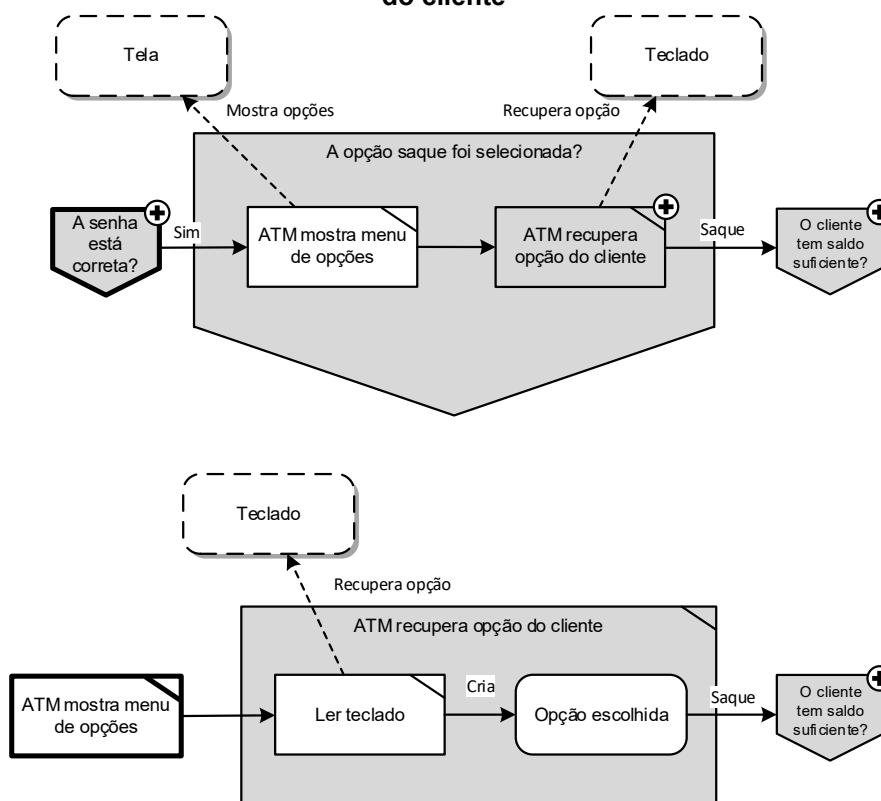 do cliente
Tela
Teclado
Mostra opções
Recupera opção
A opção saque foi selecionada?
A senha
está
correta?
Sim
ATM mostra menu
de opções
ATM recupera
opção do cliente
Saque
O cliente
tem saldo
suficiente?
Teclado
Recupera opção
ATM recupera opção do cliente
ATM mostra menu
de opções
Ler teclado
Cria
Opção escolhida
Saque
O cliente
tem saldo
suficiente?